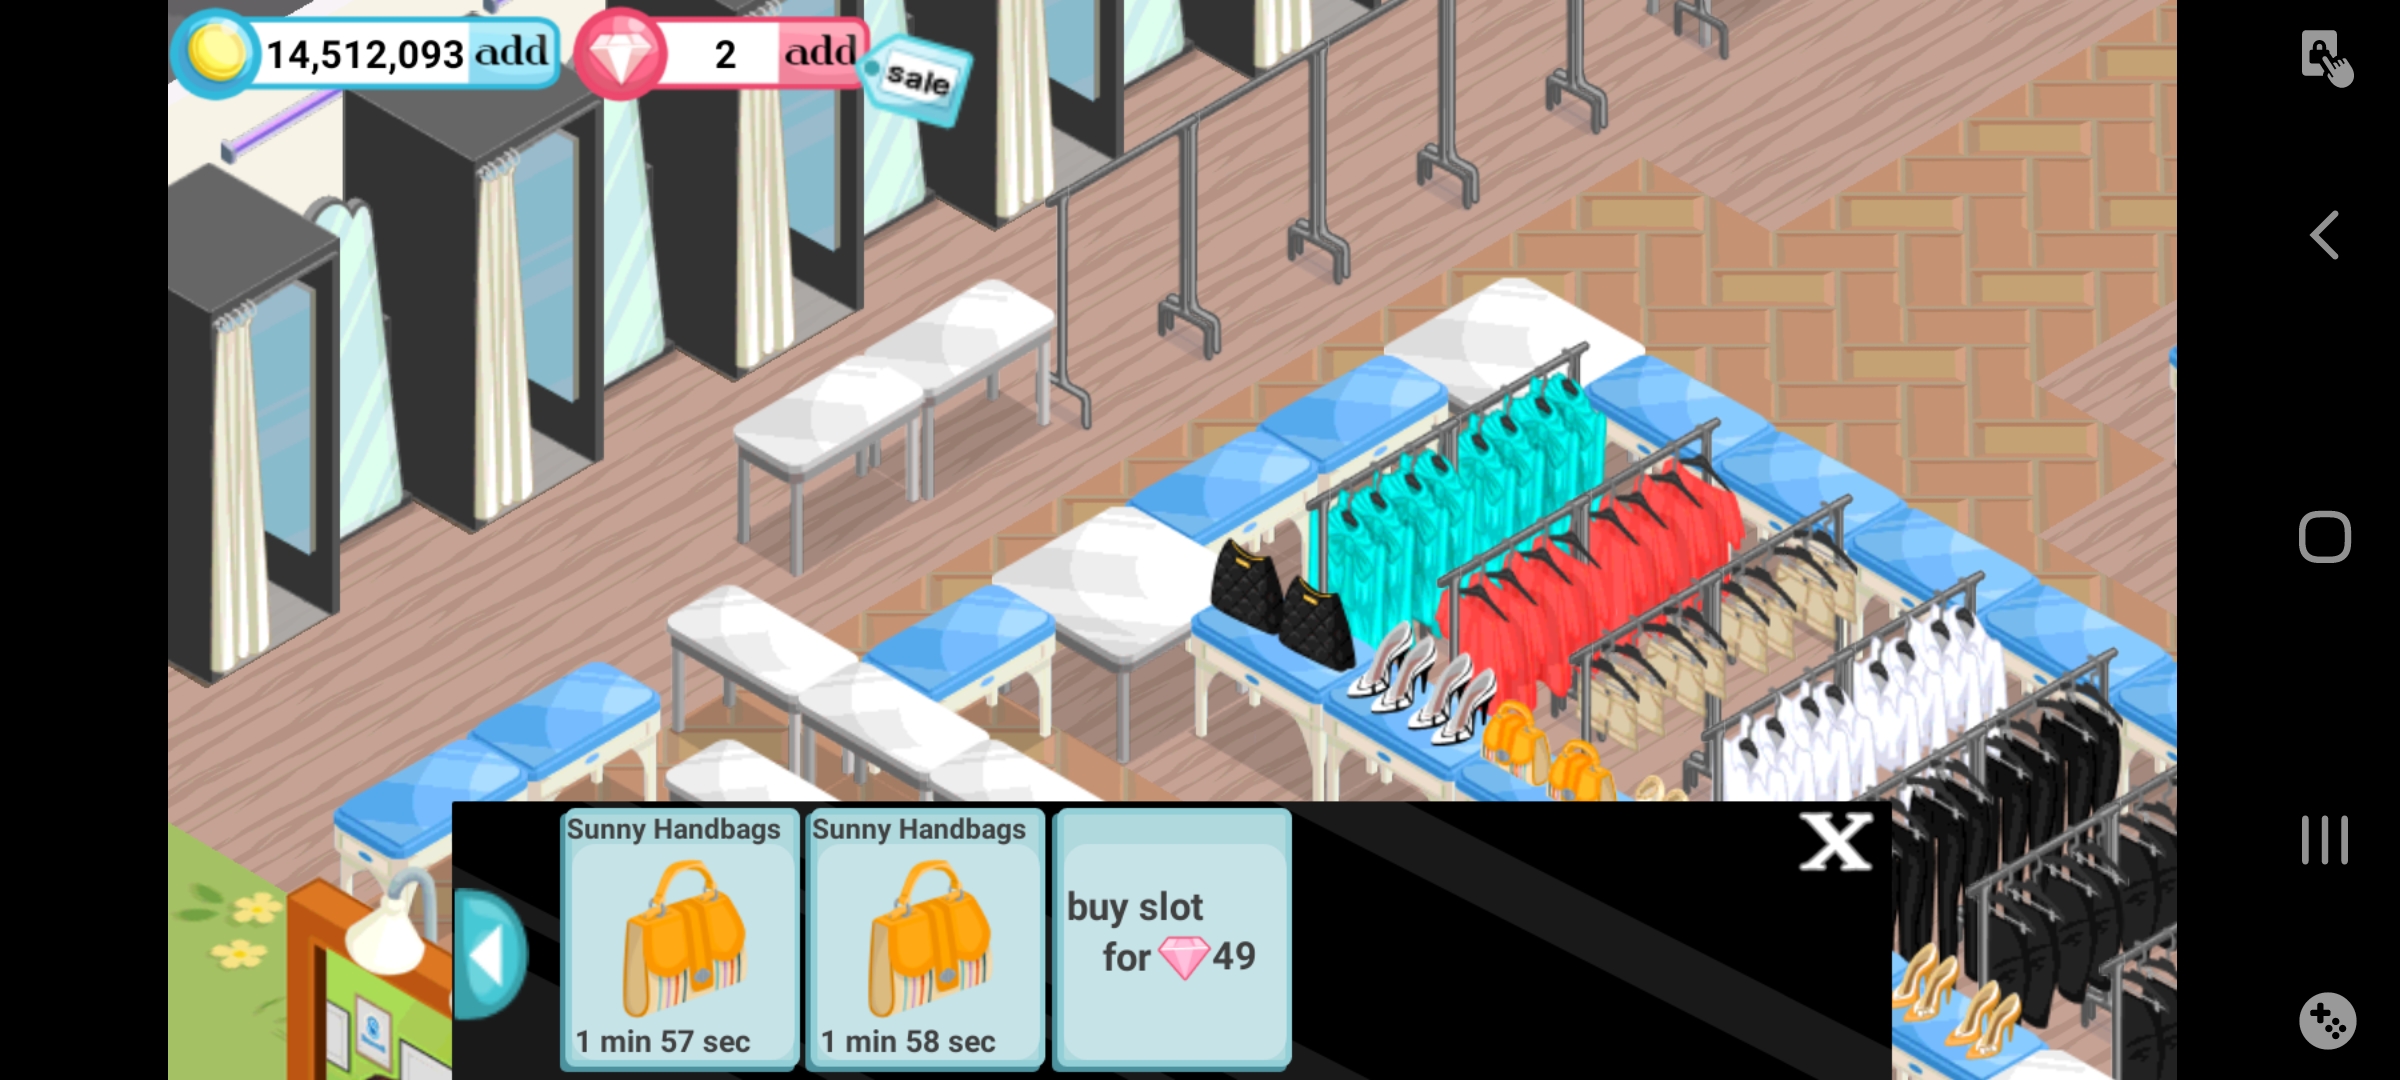 14,512,093 add
2 add
sale
Sunny Handbags
1 min 57 sec
Sunny Handbags
1 min 58 sec
buy slot
for 49
X